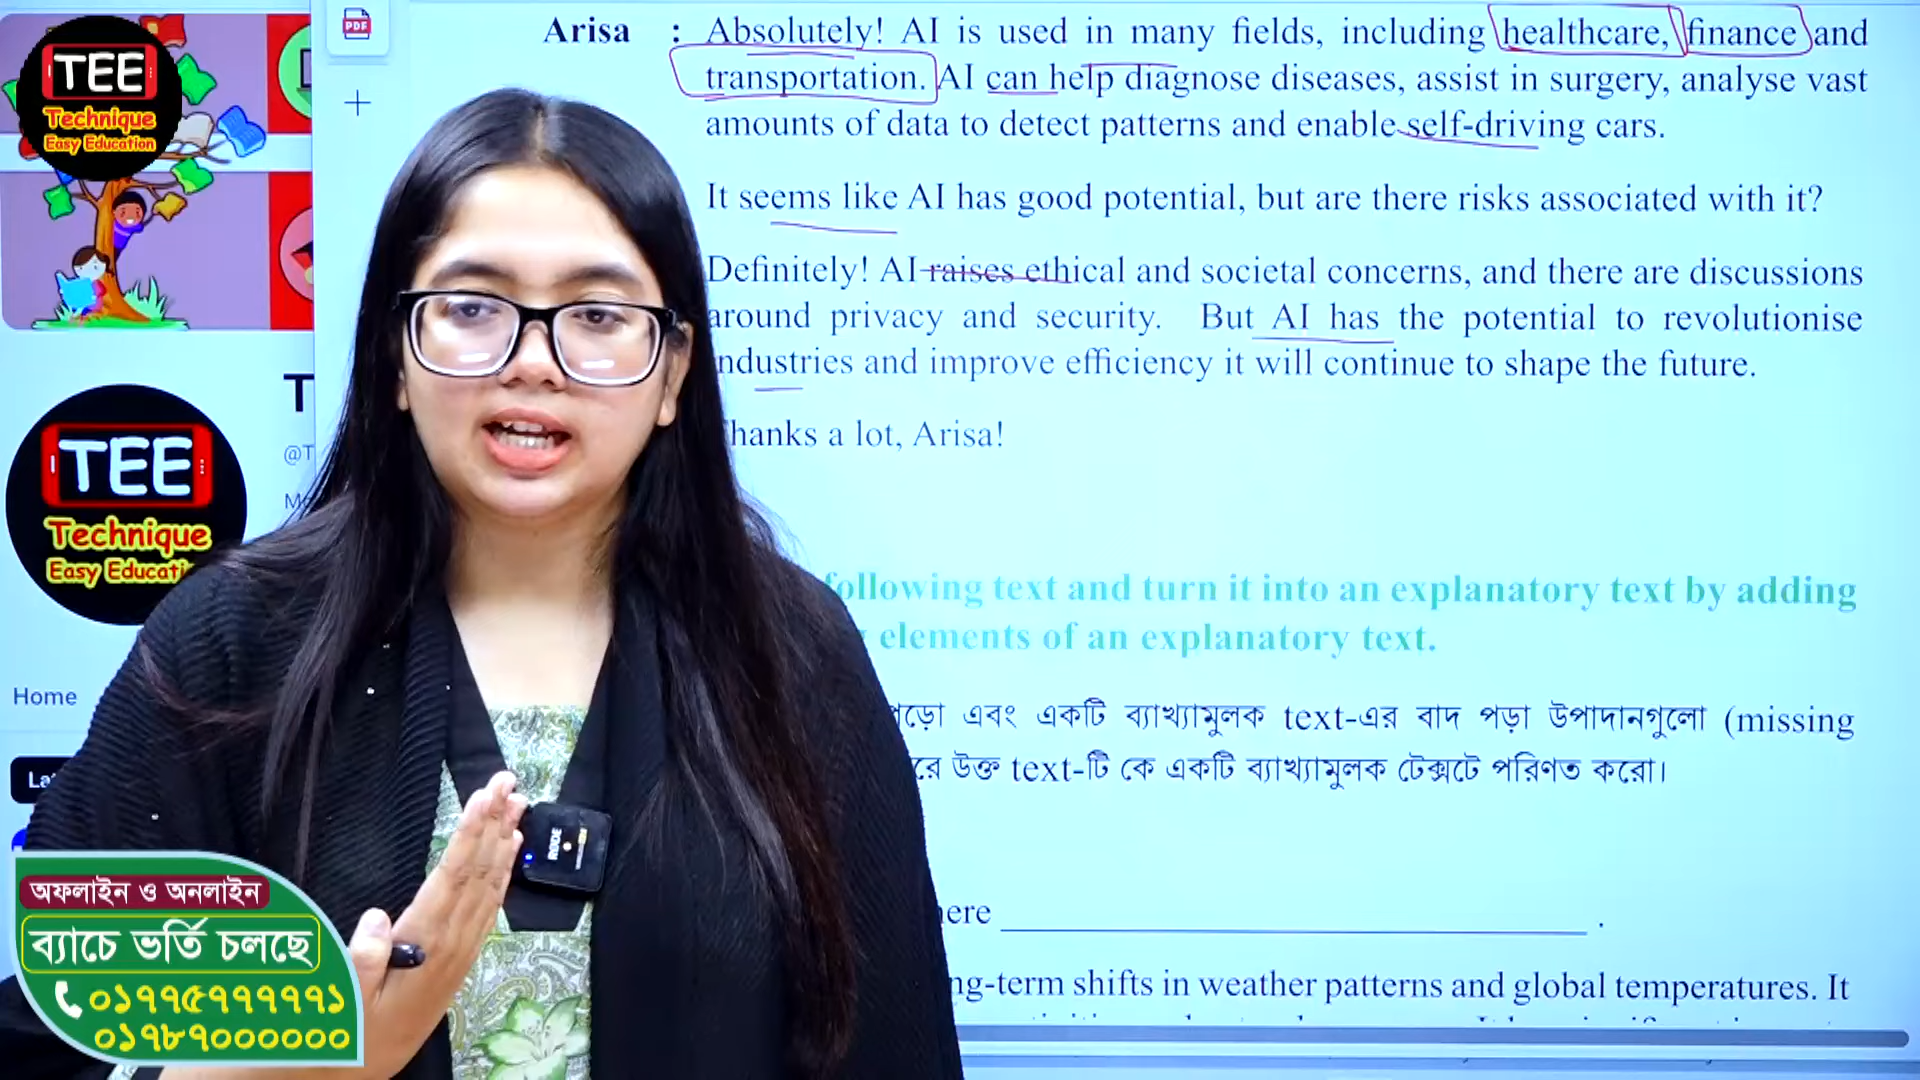 TEE
Technique
Easy Education
PDF
Arisa : Absolutely! AI is used in many fields, including healthcare, finance and
transportation. AI can help diagnose diseases, assist in surgery, analyse vast
amounts of data to detect patterns and enable self-driving cars.
It seems like AI has good potential, but are there risks associated with it?
Definitely! AI raises ethical and societal concerns, and there are discussions
around privacy and security. But AI has the potential to revolutionise
industries and improve efficiency it will continue to shape the future.
Thanks a lot, Arisa!
TEE
Technique
Easy
following text and turn it into an explanatory text by adding
elements of an explanatory text.
Home
পড়ো এবং একটি ব্যাখ্যামুলক text-এর বাদ পড়া উপাদানগুলো (missing
উক্ত text-টি কে একটি ব্যাখ্যামুলক টেক্সটে পরিণত করো।
অফলাইন ও অনলাইন
ব্যাচে ভর্তি চলছে
০১৭৭৫৭৭৭৭৭১
০১৭৮৭০০০০০০
shifts in weather patterns and global temperatures. It